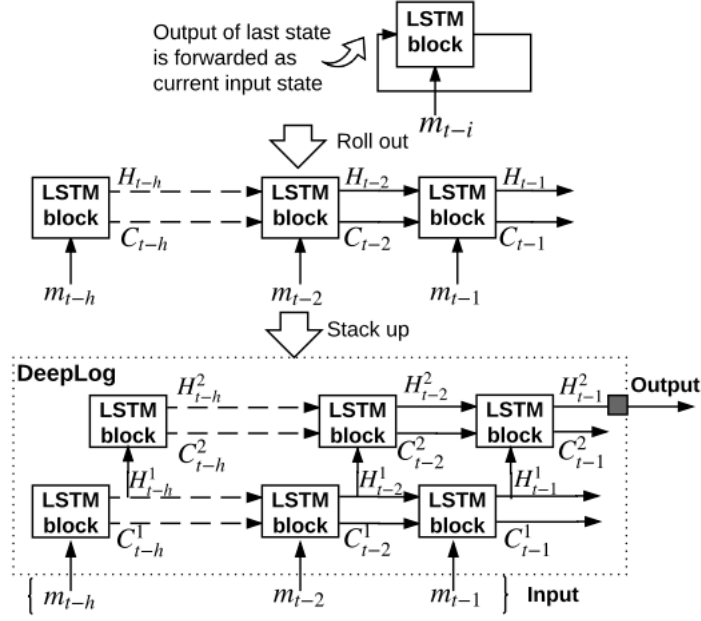 Output of last state
is forwarded as
current input state
LSTM
block
m_{t-i}
Roll out
LSTM
block
H_{t-h}
C_{t-h}
LSTM
block
H_{t-2}
C_{t-2}
LSTM
block
H_{t-1}
C_{t-1}
m_{t-h}
m_{t-2}
m_{t-1}
Stack up
DeepLog
LSTM
block
H^2_{t-h}
C^2_{t-h}
LSTM
block
H^2_{t-2}
C^2_{t-2}
LSTM
block
H^2_{t-1}
C^2_{t-1}
Output
LSTM
block
H^1_{t-h}
C^1_{t-h}
LSTM
block
H^1_{t-2}
C^1_{t-2}
LSTM
block
H^1_{t-1}
C^1_{t-1}
{ m_{t-h} m_{t-2} m_{t-1} } Input